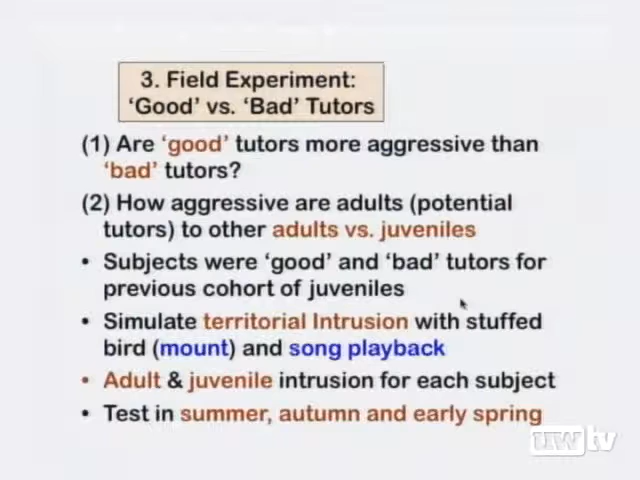 3. Field Experiment:
‘Good’ vs. ‘Bad’ Tutors
(1) Are ‘good’ tutors more aggressive than
‘bad’ tutors?
(2) How aggressive are adults (potential
tutors) to other adults vs. juveniles
• Subjects were ‘good’ and ‘bad’ tutors for
previous cohort of juveniles
• Simulate territorial Intrusion with stuffed
bird (mount) and song playback
• Adult & juvenile intrusion for each subject
• Test in summer, autumn and early spring
uwtv